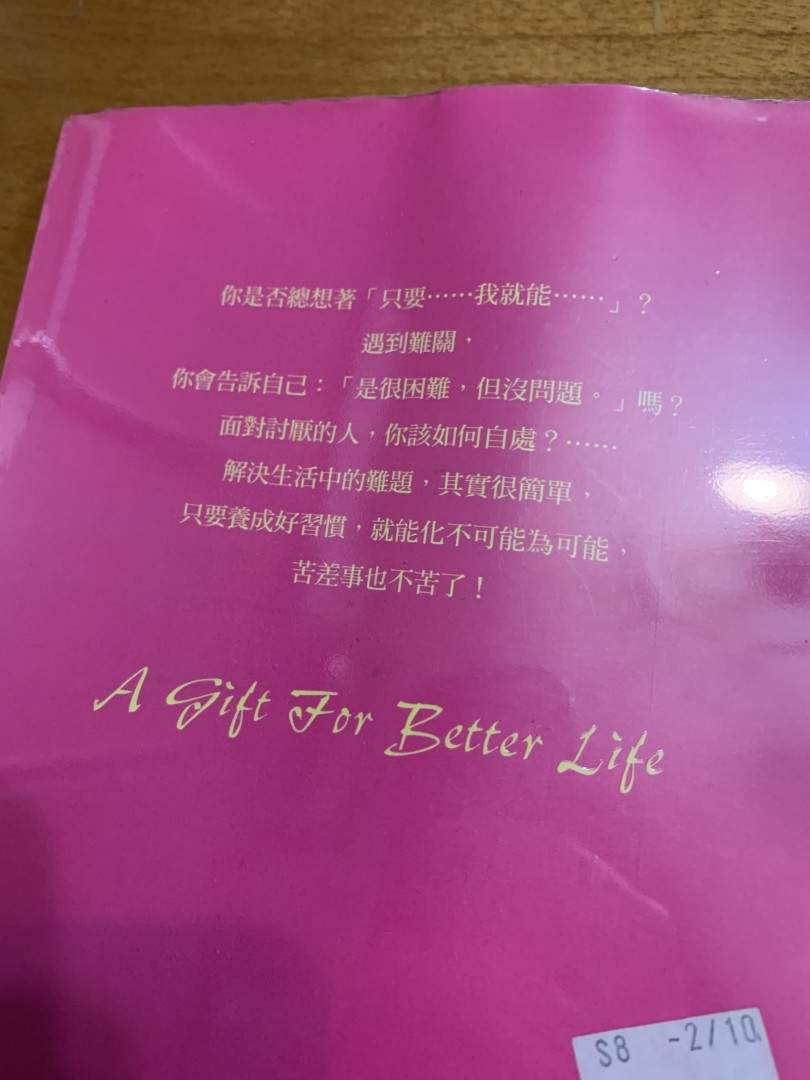 你是否總想著「只要……我就能……」？
遇到難關，
你會告訴自己：「是很困難，但沒問題。」嗎？
面對討厭的人，你該如何自處？……
解決生活中的難題，其實很簡單，
只要養成好習慣，就能化不可能為可能，
苦差事也不苦了！
A Gift For Better Life
S8 -2/10